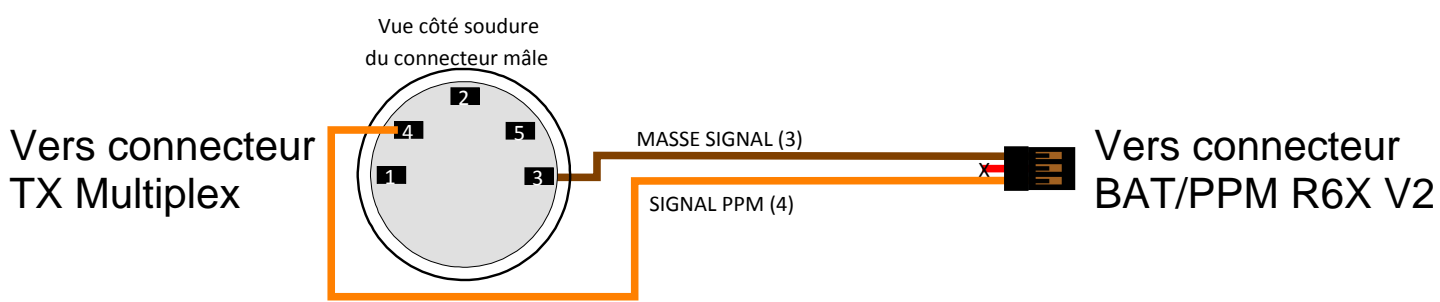 Vue côté soudure
du connecteur mâle
2
4
5
1
3
Vers connecteur
TX Multiplex
MASSE SIGNAL (3)
X
SIGNAL PPM (4)
Vers connecteur
BAT/PPM R6X V2